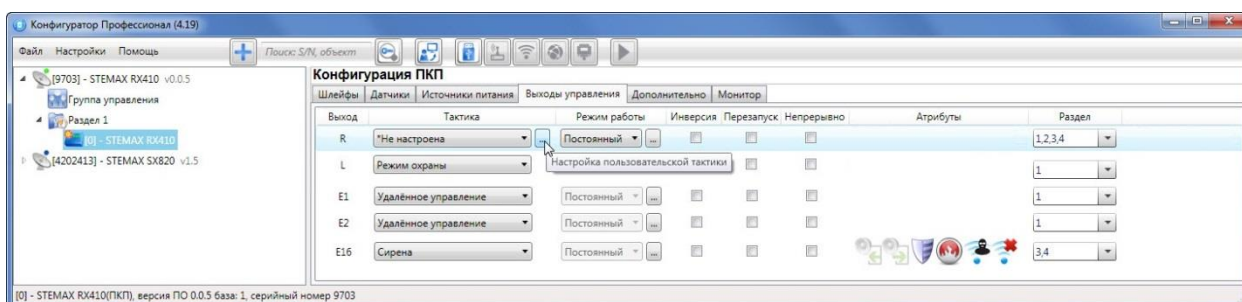 Конфигуратор Профессионал (4.19)
Файл Настройки Помощь Поиск: S/N, объект
[9703] - STEMAX RX410 v0.0.5
Группа управления
Раздел 1
[0] - STEMAX RX410
[4202413] - STEMAX SX820 v1.5
Конфигурация ПКП
Шлейфы Датчики Источники питания Выходы управления Дополнительно Монитор
Выход Тактика Режим работы Инверсия Перезапуск Непрерывно Атрибуты Раздел
R *Не настроена ... Постоянный ... 1,2,3,4
Настройка пользовательской тактики
L Режим охраны 1
E1 Удалённое управление Постоянный ... 1
E2 Удалённое управление Постоянный ... 1
E16 Сирена Постоянный ... 3,4
[0] - STEMAX RX410(ПКП), версия ПО 0.0.5 база: 1, серийный номер 9703